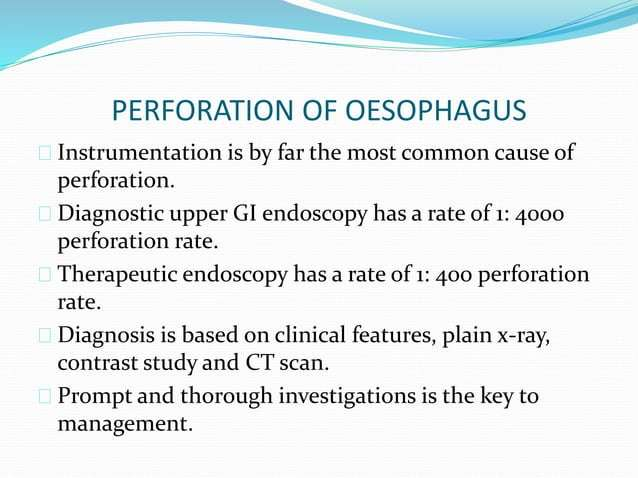 PERFORATION OF OESOPHAGUS
Instrumentation is by far the most common cause of
perforation.
Diagnostic upper GI endoscopy has a rate of 1: 4000
perforation rate.
Therapeutic endoscopy has a rate of 1: 400 perforation
rate.
Diagnosis is based on clinical features, plain x-ray,
contrast study and CT scan.
Prompt and thorough investigations is the key to
management.